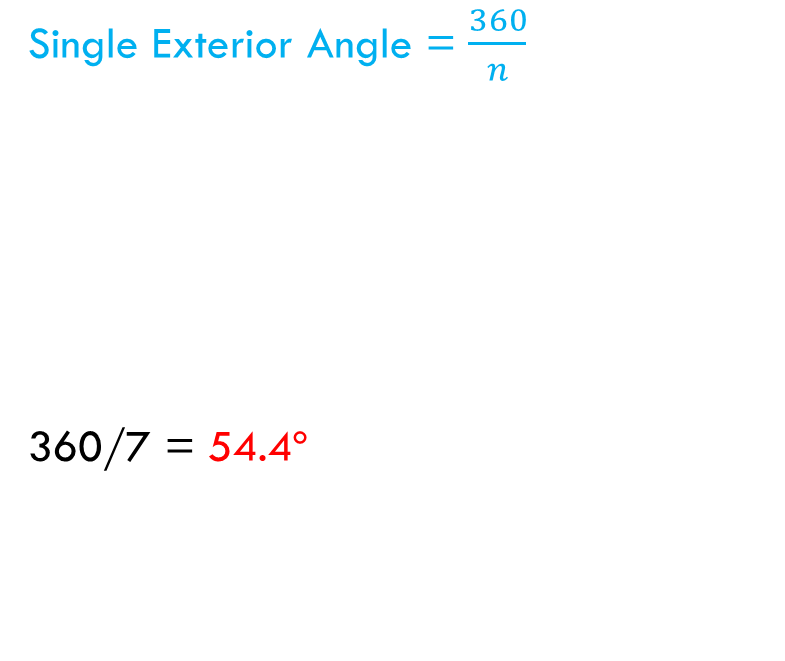 Single Exterior Angle = 360/n
360/7 = 54.4°